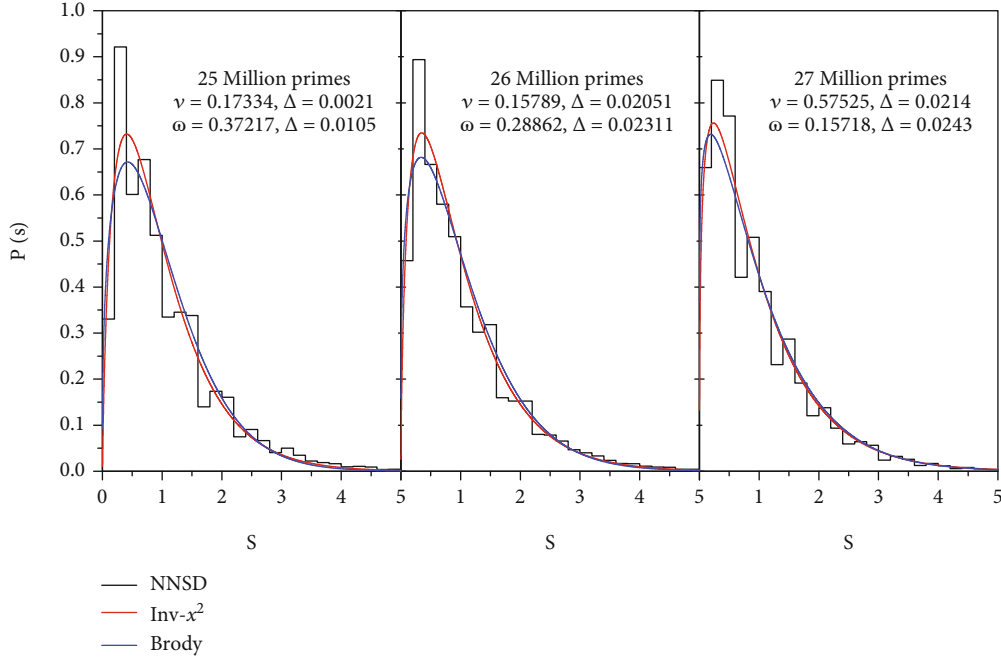 1.0
0.9
0.8
0.7
0.6
0.5
0.4
0.3
0.2
0.1
0.0
P (s)
25 Million primes
ν = 0.17334, Δ = 0.0021
ω = 0.37217, Δ = 0.0105
26 Million primes
ν = 0.15789, Δ = 0.02051
ω = 0.28862, Δ = 0.02311
27 Million primes
ν = 0.57525, Δ = 0.0214
ω = 0.15718, Δ = 0.0243
0 1 2 3 4 5 1 2 3 4 5 1 2 3 4 5
S S S
NNSD
Inv-x²
Brody